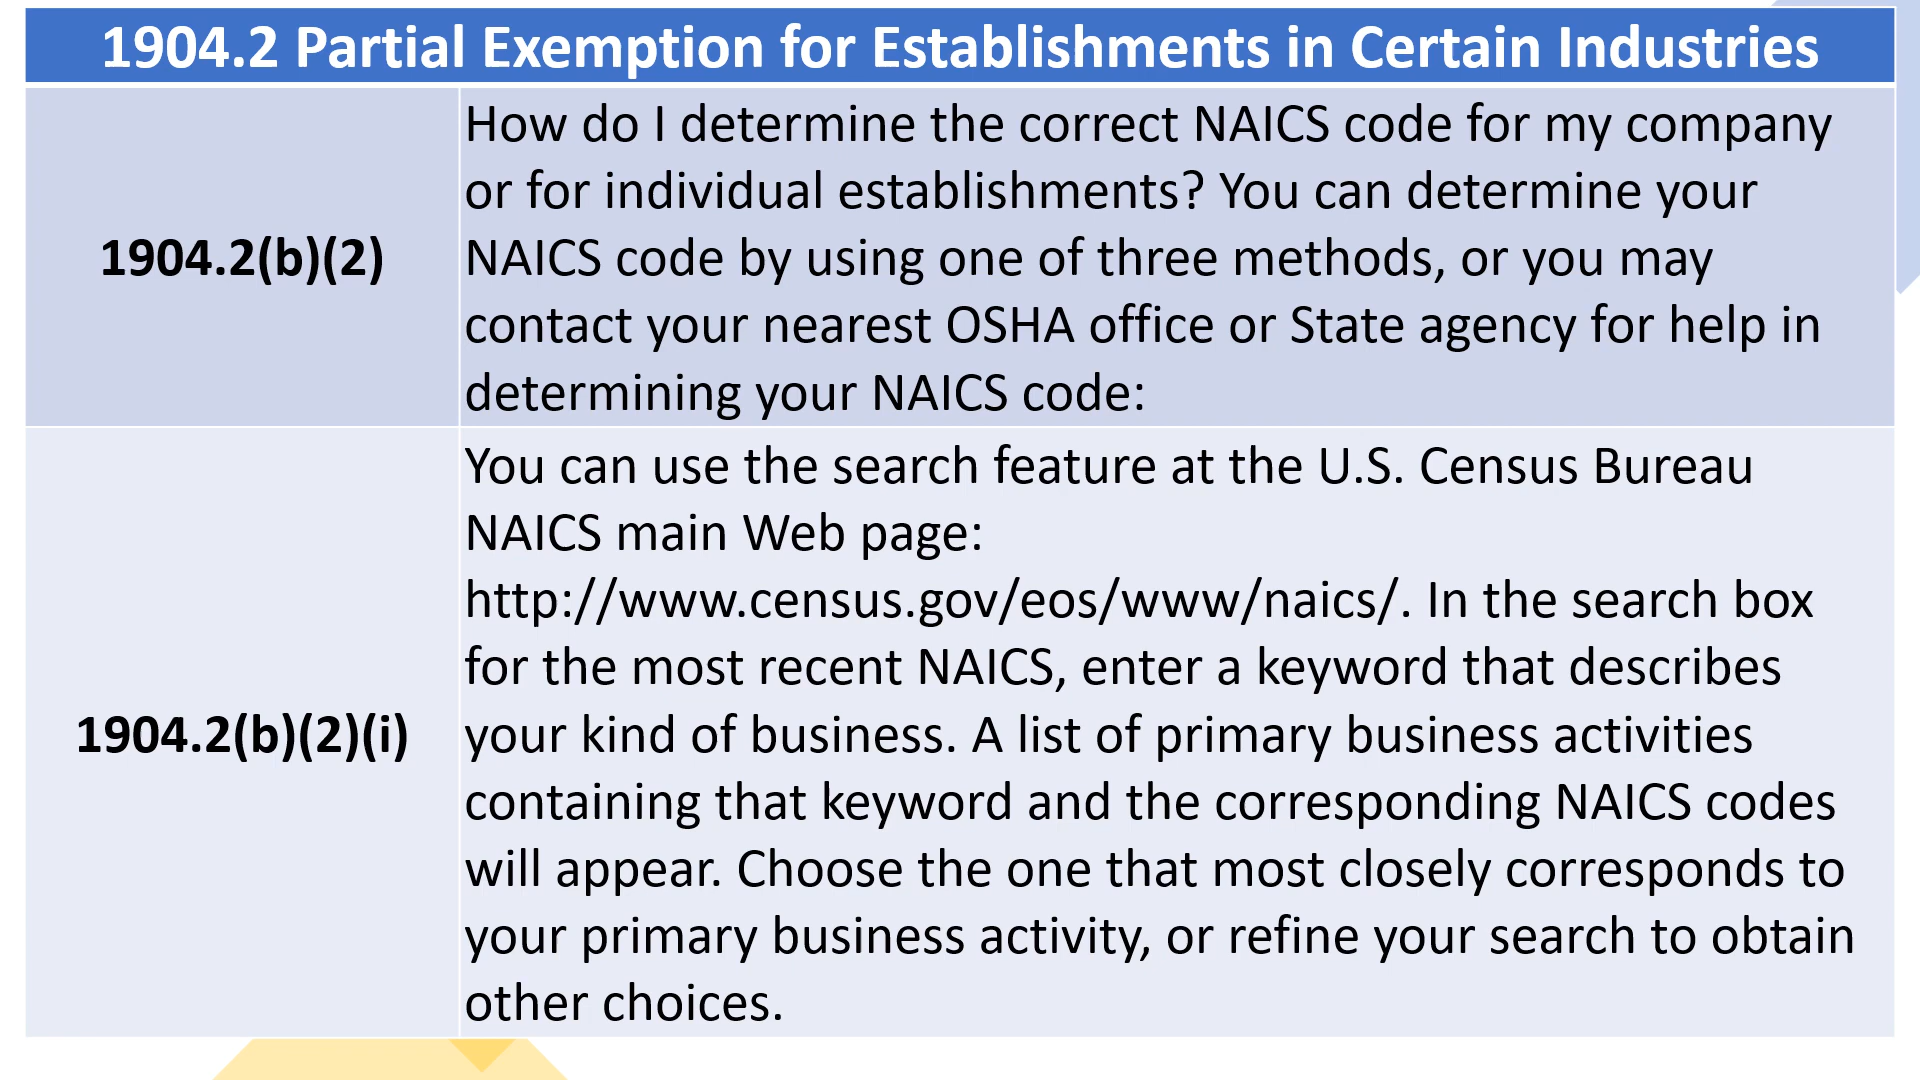 1904.2 Partial Exemption for Establishments in Certain Industries
1904.2(b)(2)
How do I determine the correct NAICS code for my company
or for individual establishments? You can determine your
NAICS code by using one of three methods, or you may
contact your nearest OSHA office or State agency for help in
determining your NAICS code:
1904.2(b)(2)(i)
You can use the search feature at the U.S. Census Bureau
NAICS main Web page:
http://www.census.gov/eos/www/naics/. In the search box
for the most recent NAICS, enter a keyword that describes
your kind of business. A list of primary business activities
containing that keyword and the corresponding NAICS codes
will appear. Choose the one that most closely corresponds to
your primary business activity, or refine your search to obtain
other choices.